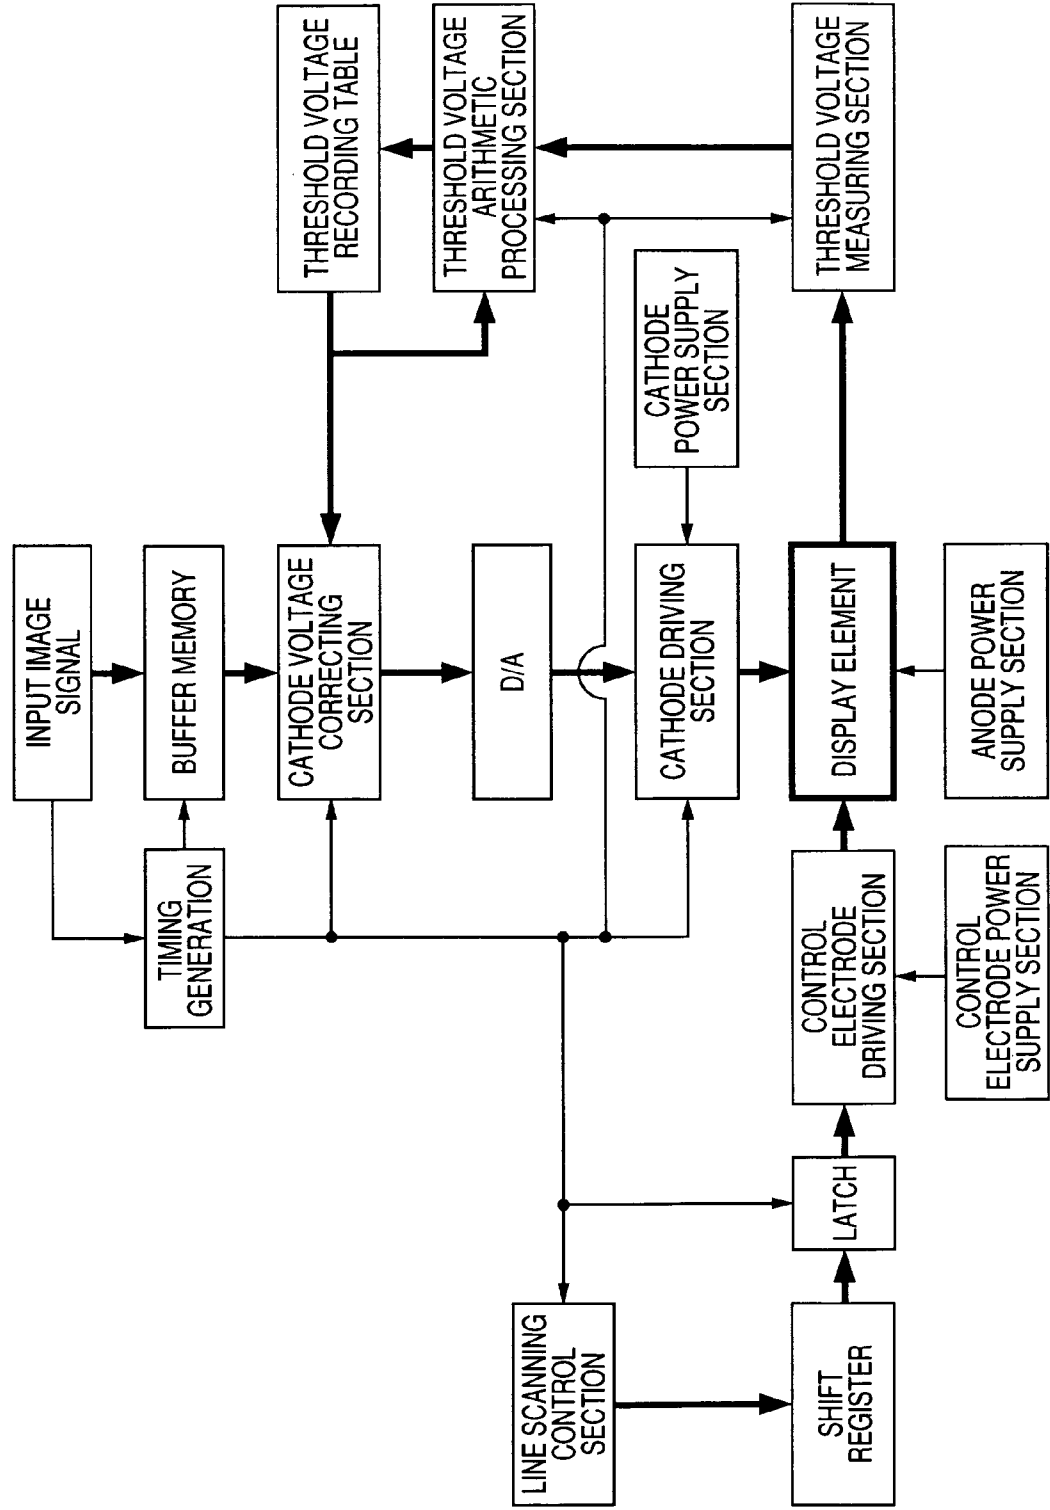 INPUT IMAGE
SIGNAL
TIMING
GENERATION
BUFFER MEMORY
THRESHOLD VOLTAGE
RECORDING TABLE
CATHODE VOLTAGE
CORRECTING
SECTION
THRESHOLD VOLTAGE
ARITHMETIC
PROCESSING SECTION
D/A
LINE SCANNING
CONTROL
SECTION
CATHODE DRIVING
SECTION
CATHODE
POWER SUPPLY
SECTION
SHIFT
REGISTER
LATCH
CONTROL
ELECTRODE
DRIVING SECTION
DISPLAY ELEMENT
THRESHOLD VOLTAGE
MEASURING SECTION
CONTROL
ELECTRODE POWER
SUPPLY SECTION
ANODE POWER
SUPPLY SECTION